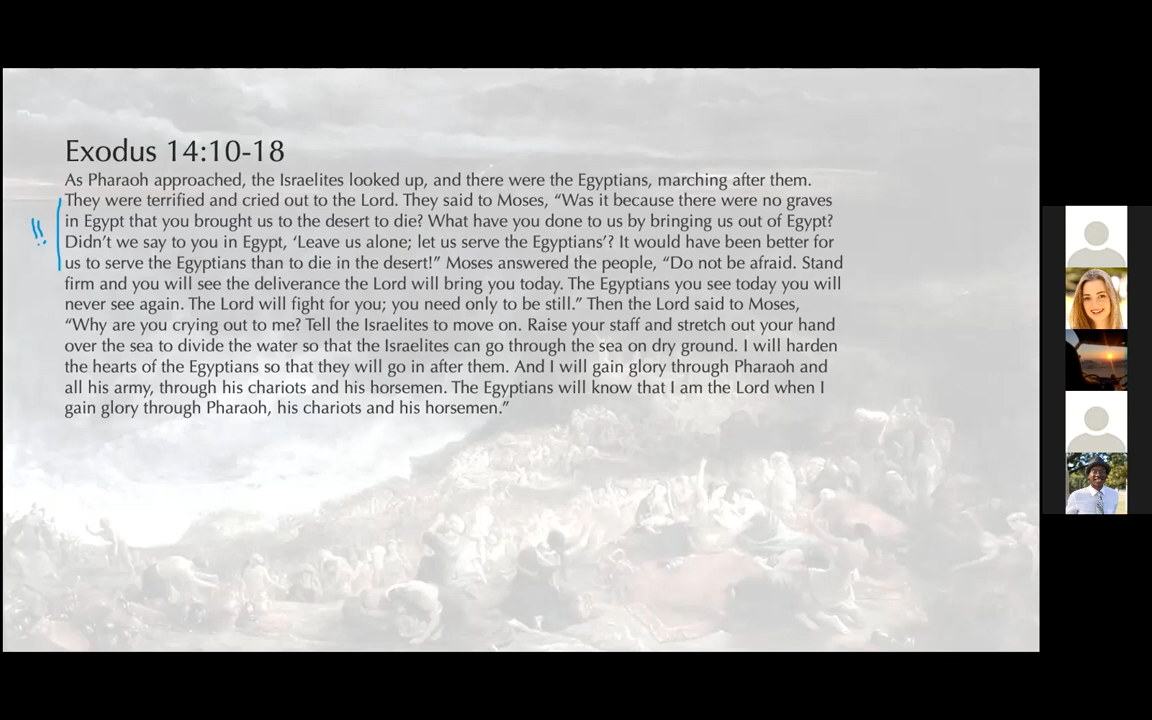 Exodus 14:10-18
As Pharaoh approached, the Israelites looked up, and there were the Egyptians, marching after them.
They were terrified and cried out to the Lord. They said to Moses, “Was it because there were no graves
in Egypt that you brought us to the desert to die? What have you done to us by bringing us out of Egypt?
Didn’t we say to you in Egypt, ‘Leave us alone; let us serve the Egyptians’? It would have been better for
us to serve the Egyptians than to die in the desert!” Moses answered the people, “Do not be afraid. Stand
firm and you will see the deliverance the Lord will bring you today. The Egyptians you see today you will
never see again. The Lord will fight for you; you need only to be still.” Then the Lord said to Moses,
“Why are you crying out to me? Tell the Israelites to move on. Raise your staff and stretch out your hand
over the sea to divide the water so that the Israelites can go through the sea on dry ground. I will harden
the hearts of the Egyptians so that they will go in after them. And I will gain glory through Pharaoh and
all his army, through his chariots and his horsemen. The Egyptians will know that I am the Lord when I
gain glory through Pharaoh, his chariots and his horsemen.”
!!